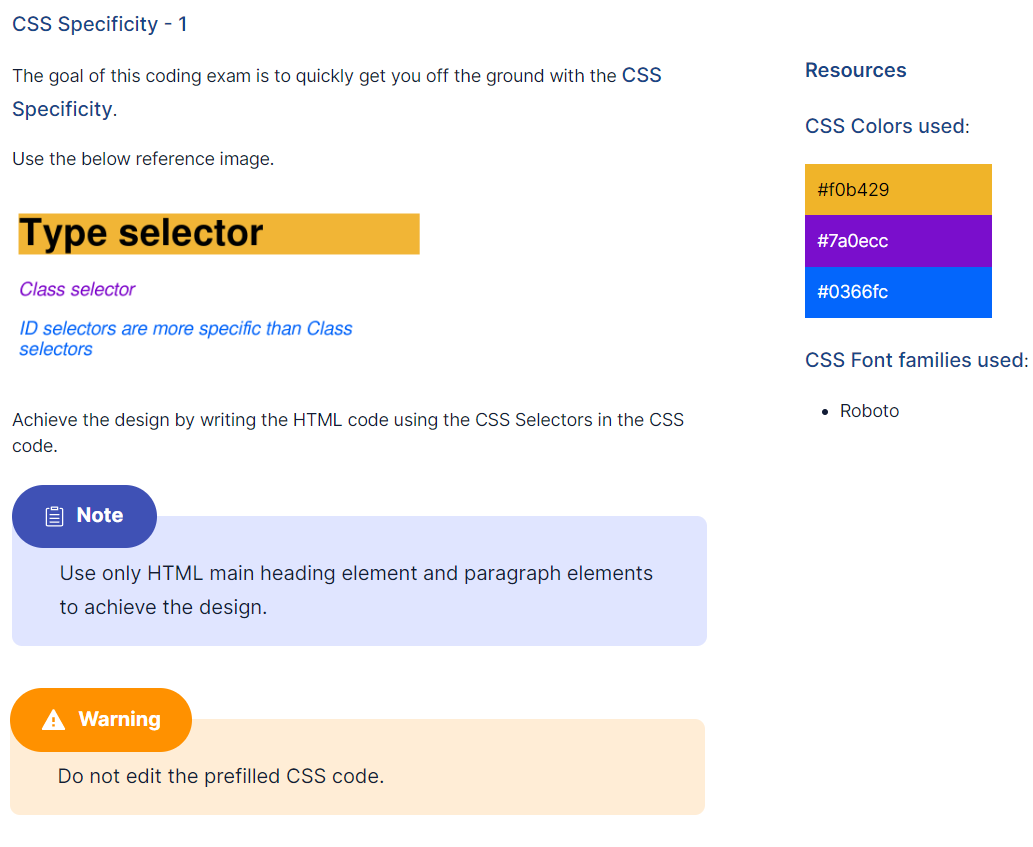 CSS Specificity - 1
The goal of this coding exam is to quickly get you off the ground with the CSS
Specificity.
Use the below reference image.
Type selector
Class selector
ID selectors are more specific than Class
selectors
Achieve the design by writing the HTML code using the CSS Selectors in the CSS
code.
Note
Use only HTML main heading element and paragraph elements
to achieve the design.
Warning
Do not edit the prefilled CSS code.
Resources
CSS Colors used:
#f0b429
#7a0ecc
#0366fc
CSS Font families used:
Roboto